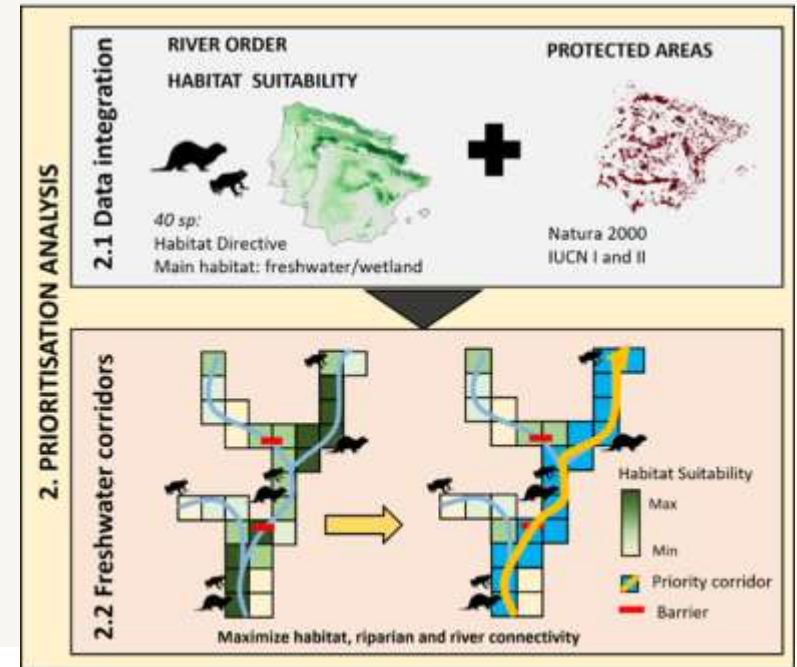 2. PRIORITISATION ANALYSIS
2.1 Data integration
RIVER ORDER
HABITAT SUITABILITY
PROTECTED AREAS
40 sp:
Habitat Directive
Main habitat: freshwater/wetland
Natura 2000
IUCN I and II
2.2 Freshwater corridors
Habitat Suitability
Max
Min
Priority corridor
Barrier
Maximize habitat, riparian and river connectivity